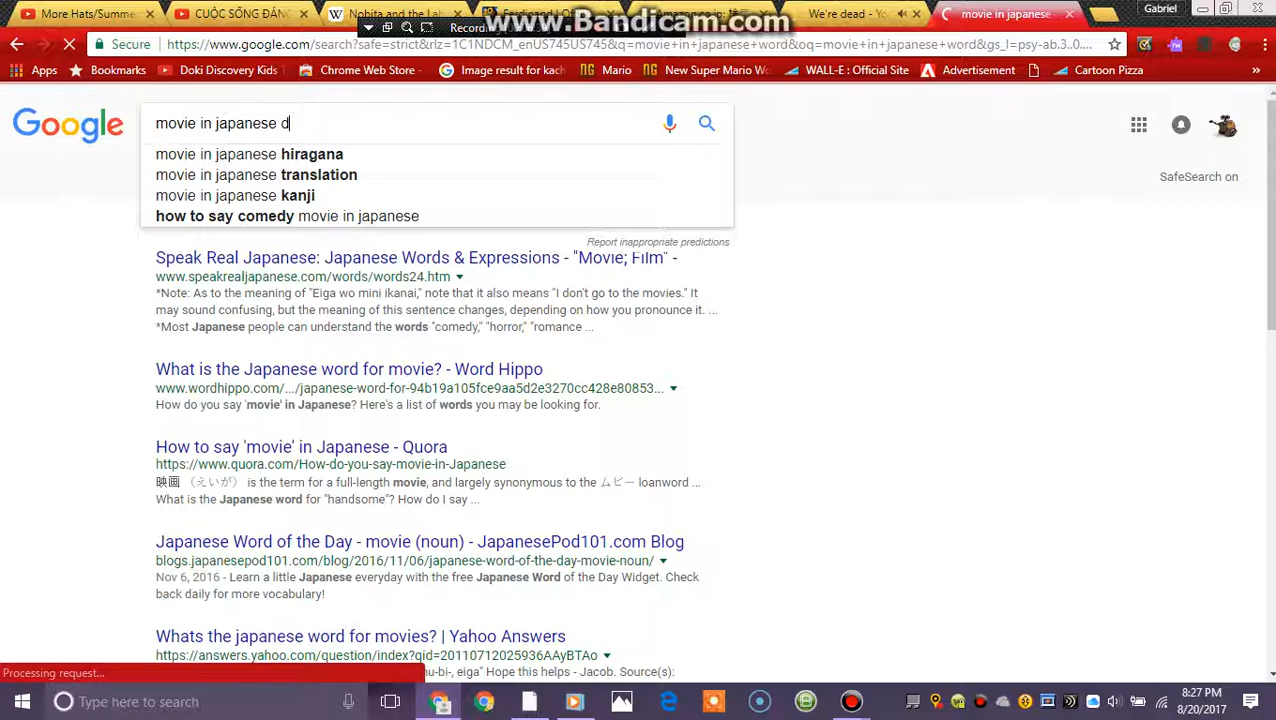 www.Bandicam.com
More Hats/Summe
CUỘC SỐNG ĐÁNG
Nobita and the La
We're dead - Yo
movie in japanese
Gabriel
Recording
Secure
https://www.google.com/search?safe=strict&rlz=1C1NDCM_enUS745US745&q=movie+in+japanese+word&oq=movie+in+japanese+word&gs_l=psy-ab.3..0....
Apps
Bookmarks
Doki Discovery Kids
Chrome Web Store -
Image result for kach
Mario
New Super Mario Wo
WALL-E : Official Site
Advertisement
Cartoon Pizza
»
Google
movie in japanese d
movie in japanese hiragana
movie in japanese translation
movie in japanese kanji
how to say comedy movie in japanese
SafeSearch on
Report inappropriate predictions
Speak Real Japanese: Japanese Words & Expressions - "Movie; Film" -
www.speakrealjapanese.com/words/words24.htm
*Note: As to the meaning of "Eiga wo mini ikanai," note that it also means "I don't go to the movies." It
may sound confusing, but the meaning of this sentence changes, depending on how you pronounce it. ...
*Most Japanese people can understand the words "comedy," "horror," "romance ...
What is the Japanese word for movie? - Word Hippo
www.wordhippo.com/.../japanese-word-for-94b19a105fce9aa5d2e3270cc428e80853...
How do you say 'movie' in Japanese? Here's a list of words you may be looking for.
How to say 'movie' in Japanese - Quora
https://www.quora.com/How-do-you-say-movie-in-Japanese
映画 （えいが） is the term for a full-length movie, and largely synonymous to the ムビー loanword ...
What is the Japanese word for "handsome"? How do I say ...
Japanese Word of the Day - movie (noun) - JapanesePod101.com Blog
blogs.japanesepod101.com/blog/2016/11/06/japanese-word-of-the-day-movie-noun/
Nov 6, 2016 - Learn a little Japanese everyday with the free Japanese Word of the Day Widget. Check
back daily for more vocabulary!
Whats the japanese word for movies? | Yahoo Answers
https://answers.yahoo.com/question/index?qid=20110712025936AAyBTAo
mu-bi-, eiga" Hope this helps - Jacob. Source(s):
Processing request...
Type here to search
8:27 PM
8/20/2017